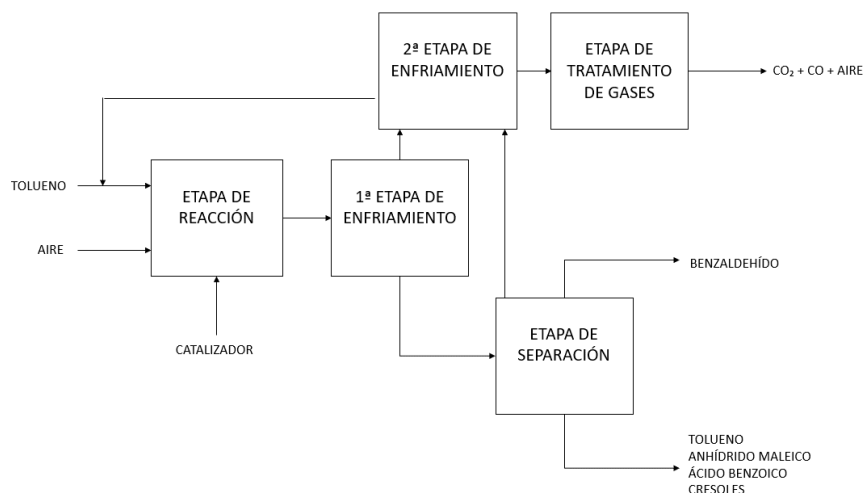 2ª ETAPA DE
ENFRIAMIENTO
ETAPA DE
TRATAMIENTO
DE GASES
CO₂ + CO + AIRE
TOLUENO
AIRE
ETAPA DE
REACCIÓN
1ª ETAPA DE
ENFRIAMIENTO
CATALIZADOR
BENZALDEHÍDO
ETAPA DE
SEPARACIÓN
TOLUENO
ANHÍDRIDO MALEICO
ÁCIDO BENZOICO
CRESOLES